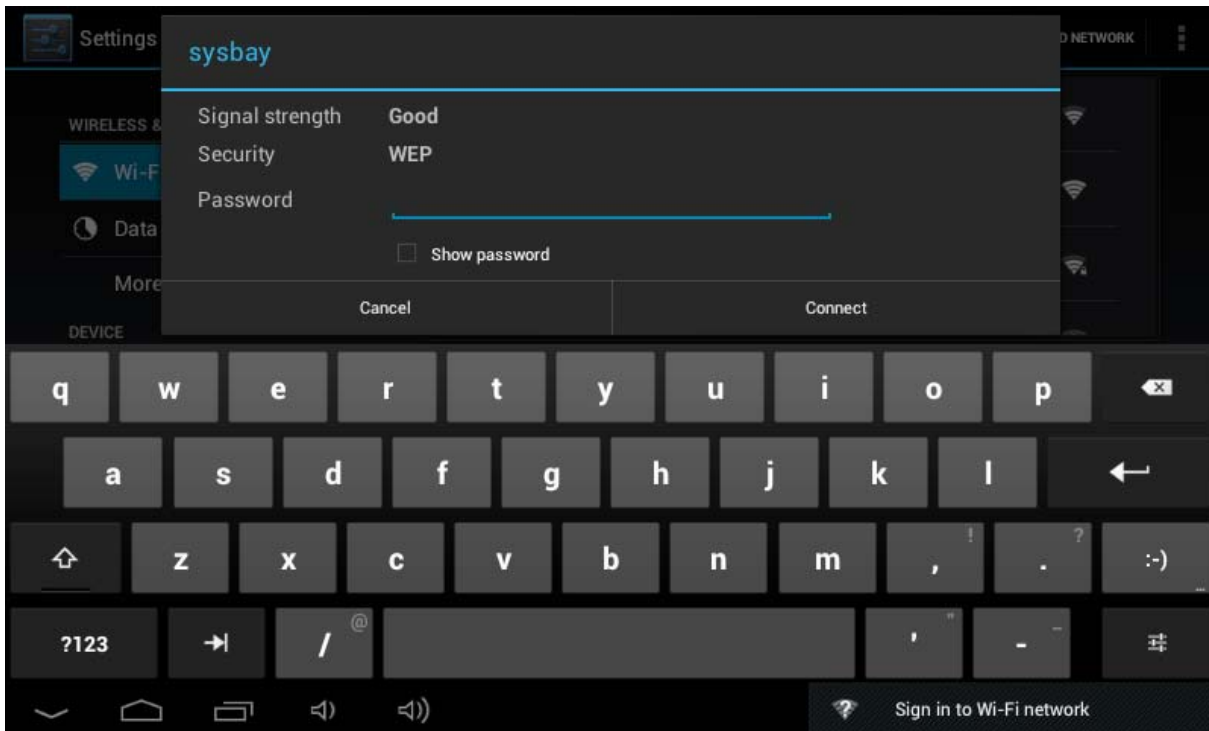 Settings
D NETWORK
sysbay
Signal strength Good
WIRELESS &
Security WEP
Wi-F
Password
Data
Show password
More
Cancel Connect
DEVICE
q w e r t y u i o p
a s d f g h j k l
z x c v b n m , ! . ? :-) ...
?123 / @ ' " - _
Sign in to Wi-Fi network